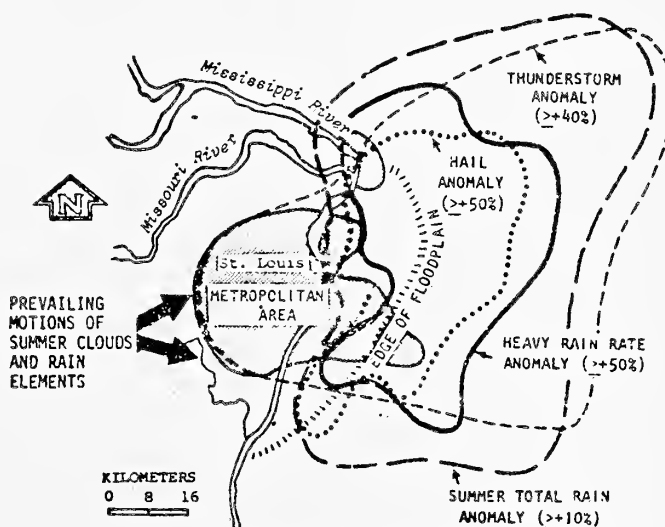 Mississippi River
THUNDERSTORM
ANOMALY
(>+40%)
Missouri River
HAIL
ANOMALY
(>+50%)
N
St. Louis
METROPOLITAN
AREA
EDGE OF FLOODPLAIN
PREVAILING
MOTIONS OF
SUMMER CLOUDS
AND RAIN
ELEMENTS
HEAVY RAIN RATE
ANOMALY (>+50%)
KILOMETERS
0 8 16
SUMMER TOTAL RAIN
ANOMALY (>+10%)